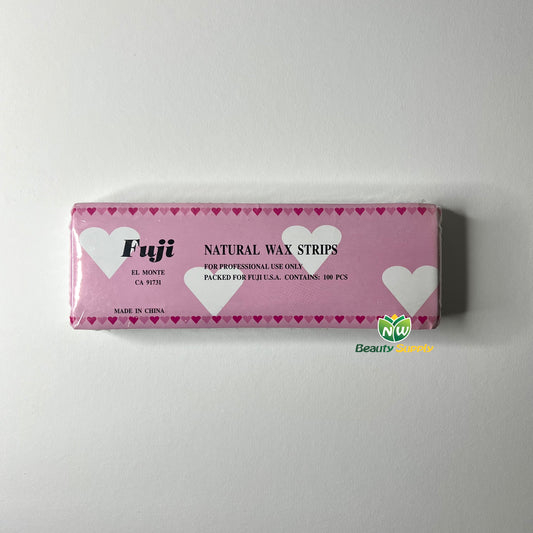 Fuji
EL MONTE
CA 91731
MADE IN CHINA
NATURAL WAX STRIPS
FOR PROFESSIONAL USE ONLY
PACKED FOR FUJI U.S.A. CONTAINS: 100 PCS
NW
Beauty Supply